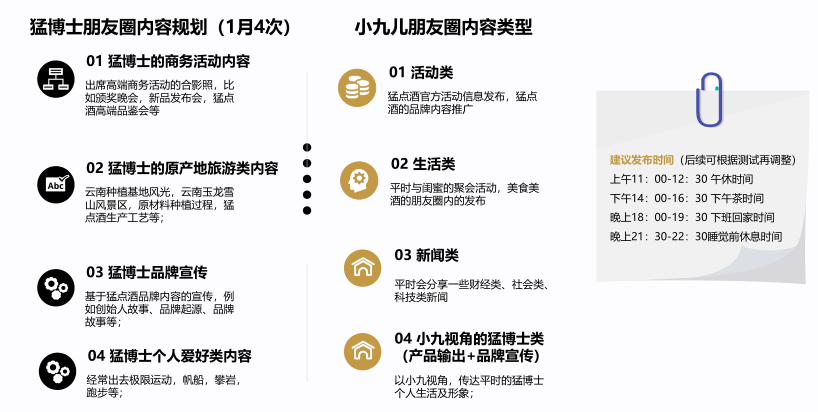 猛博士朋友圈内容规划（1月4次）
01 猛博士的商务活动内容
出席高端商务活动的合影照，比
如颁奖晚会，新品发布会，猛点
酒高端品鉴会等
Abc
02 猛博士的原产地旅游类内容
云南种植基地风光，云南玉龙雪
山风景区，原材料种植过程，猛
点酒生产工艺等；
03 猛博士品牌宣传
基于猛点酒品牌内容的宣传，例
如创始人故事、品牌起源、品牌
故事等；
04 猛博士个人爱好类内容
经常出去极限运动，帆船，攀岩，
跑步等；
小九儿朋友圈内容类型
01 活动类
猛点酒官方活动信息发布，猛点
酒的品牌内容推广
02 生活类
平时与闺蜜的聚会活动，美食美
酒的朋友圈内的发布
03 新闻类
平时会分享一些财经类、社会类、
科技类新闻
04 小九视角的猛博士类
（产品输出+品牌宣传）
以小九视角，传达平时的猛博士
个人生活及形象；
建议发布时间（后续可根据测试再调整）
上午11：00-12：30 午休时间
下午14：00-16：30 下午茶时间
晚上18：00-19：30 下班回家时间
晚上21：30-22：30睡觉前休息时间